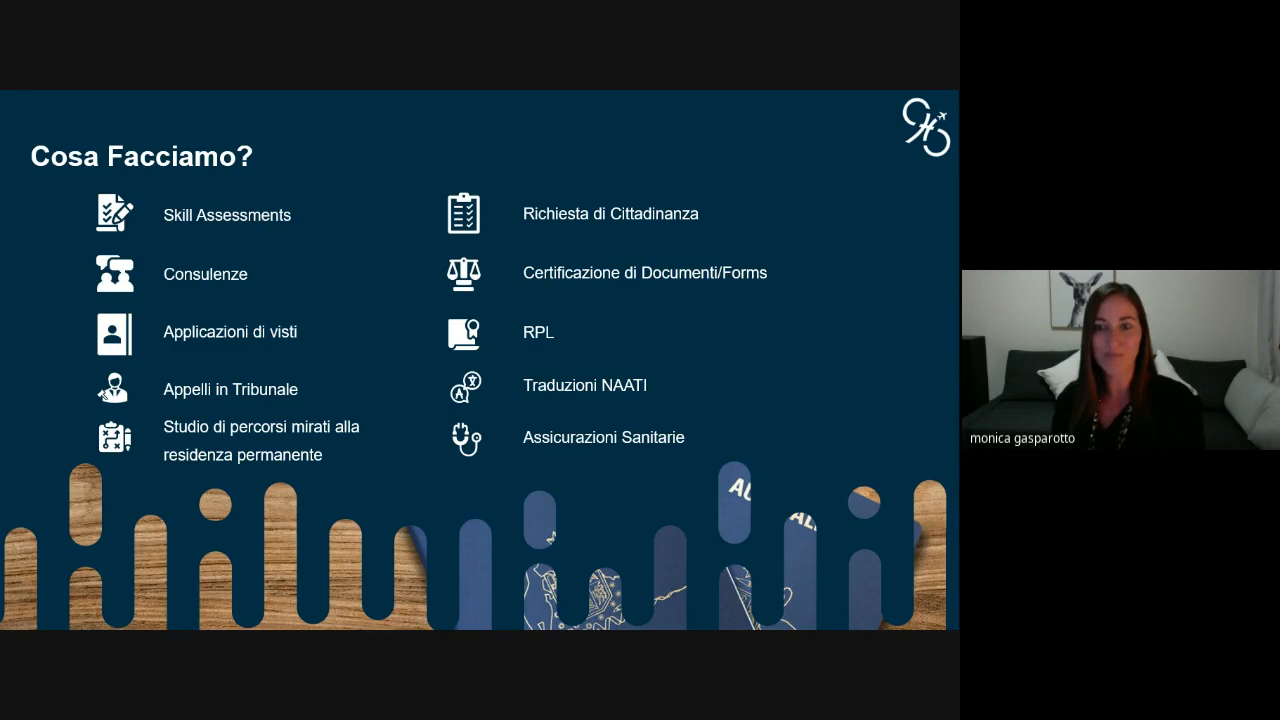 Cosa Facciamo?
Skill Assessments
Consulenze
Applicazioni di visti
Appelli in Tribunale
Studio di percorsi mirati alla
residenza permanente
Richiesta di Cittadinanza
Certificazione di Documenti/Forms
RPL
Traduzioni NAATI
Assicurazioni Sanitarie
monica gasparotto